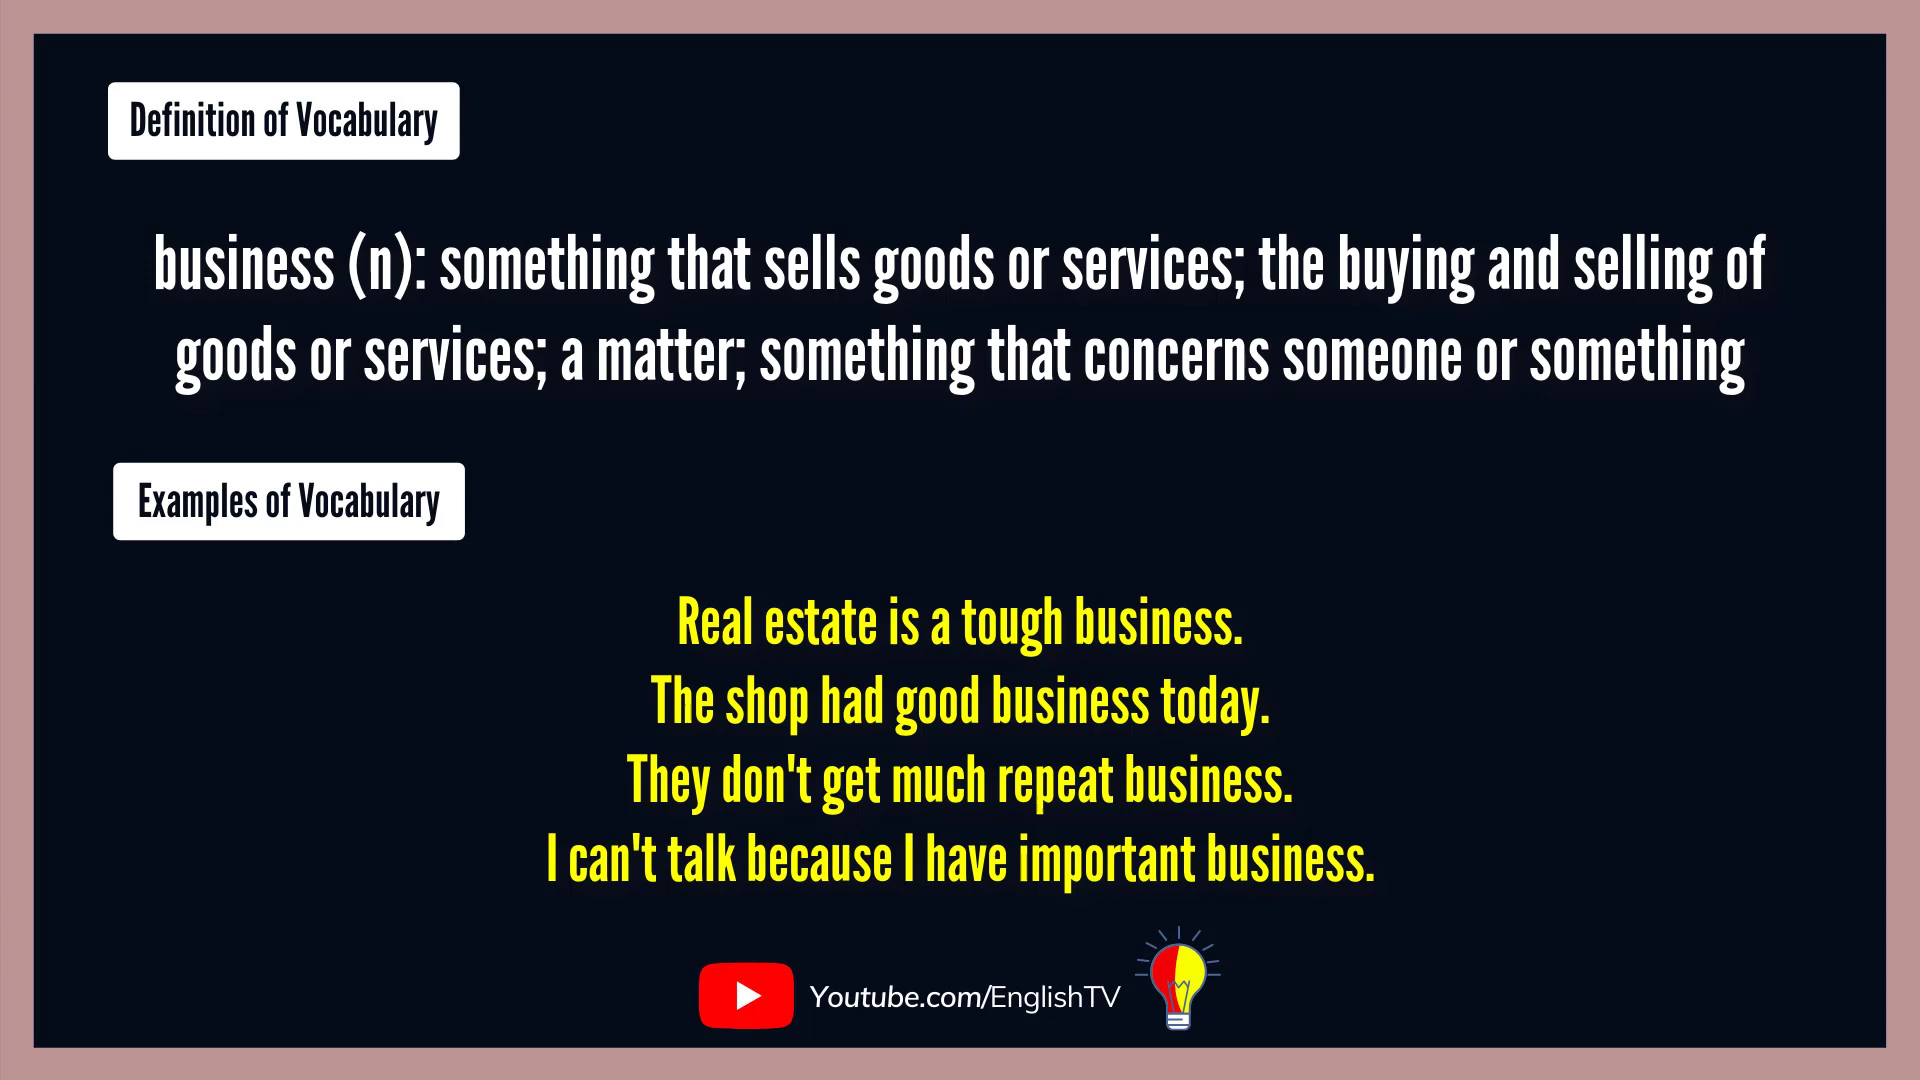 Definition of Vocabulary
business (n): something that sells goods or services; the buying and selling of
goods or services; a matter; something that concerns someone or something
Examples of Vocabulary
Real estate is a tough business.
The shop had good business today.
They don't get much repeat business.
I can't talk because I have important business.
Youtube.com/EnglishTV